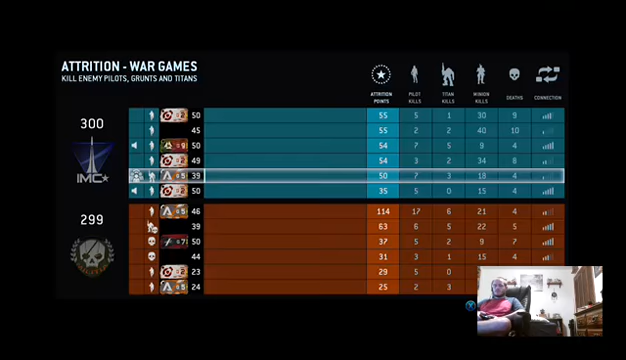 ATTRITION - WAR GAMES
KILL ENEMY PILOTS, GRUNTS AND TITANS
ATTRITION POINTS
PILOT KILLS
TITAN KILLS
MINION KILLS
DEATHS
CONNECTION
300
IMC
299
50 55 5 1 30 9
45 55 2 2 40 10
50 54 7 5 9 4
49 54 3 2 34 8
39 50 7 3 18 4
50 35 5 0 15 4
46 114 17 6 21 4
39 63 6 5 22 5
50 37 5 2 9 7
44 31 3 1 15 4
23 29 5 0
24 25 2 3